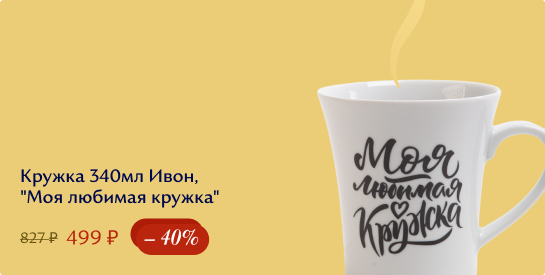 Кружка 340мл Ивон,
"Моя любимая кружка"
827 ₽ 499 ₽ – 40%
Моя
любимая
Кружка